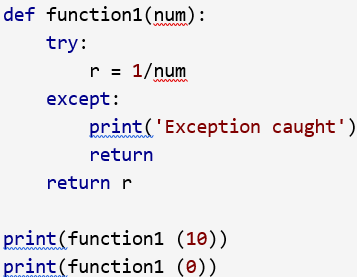 def function1(num):
    try:
        r = 1/num
    except:
        print('Exception caught')
        return
    return r

print(function1 (10))
print(function1 (0))